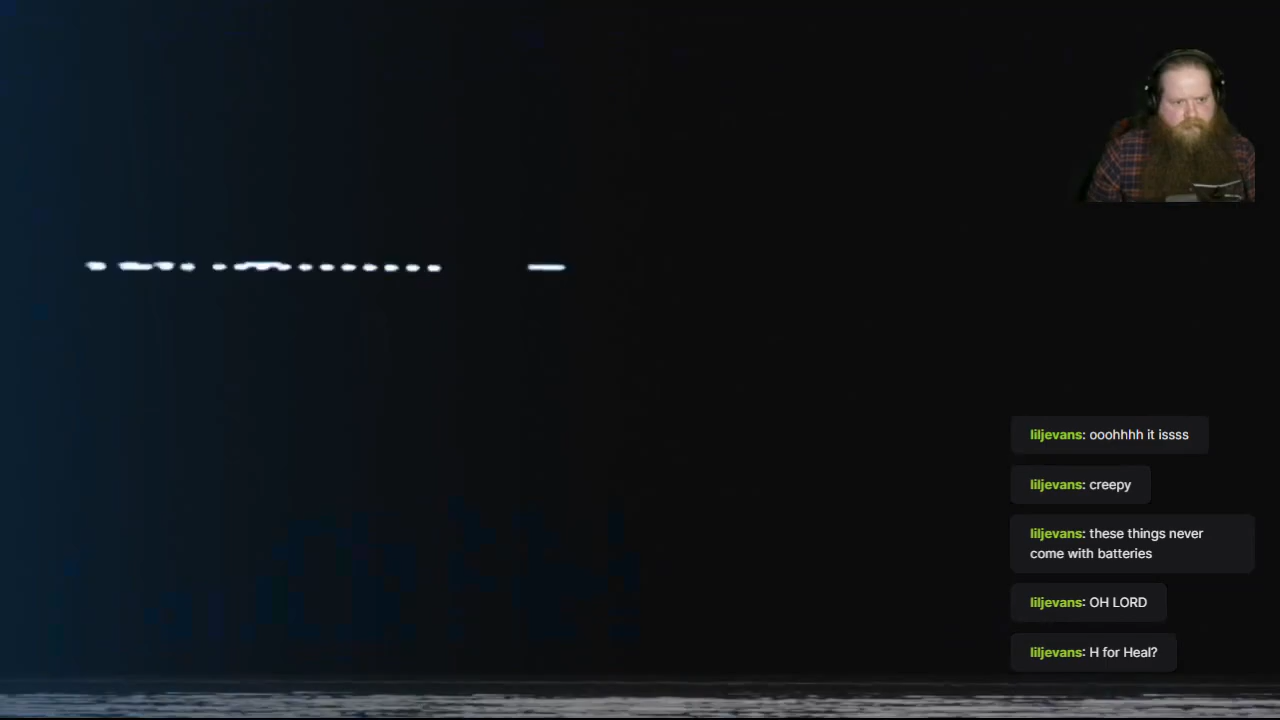 liljevans: ooohhhh it issss
liljevans: creepy
liljevans: these things never
come with batteries
liljevans: OH LORD
liljevans: H for Heal?